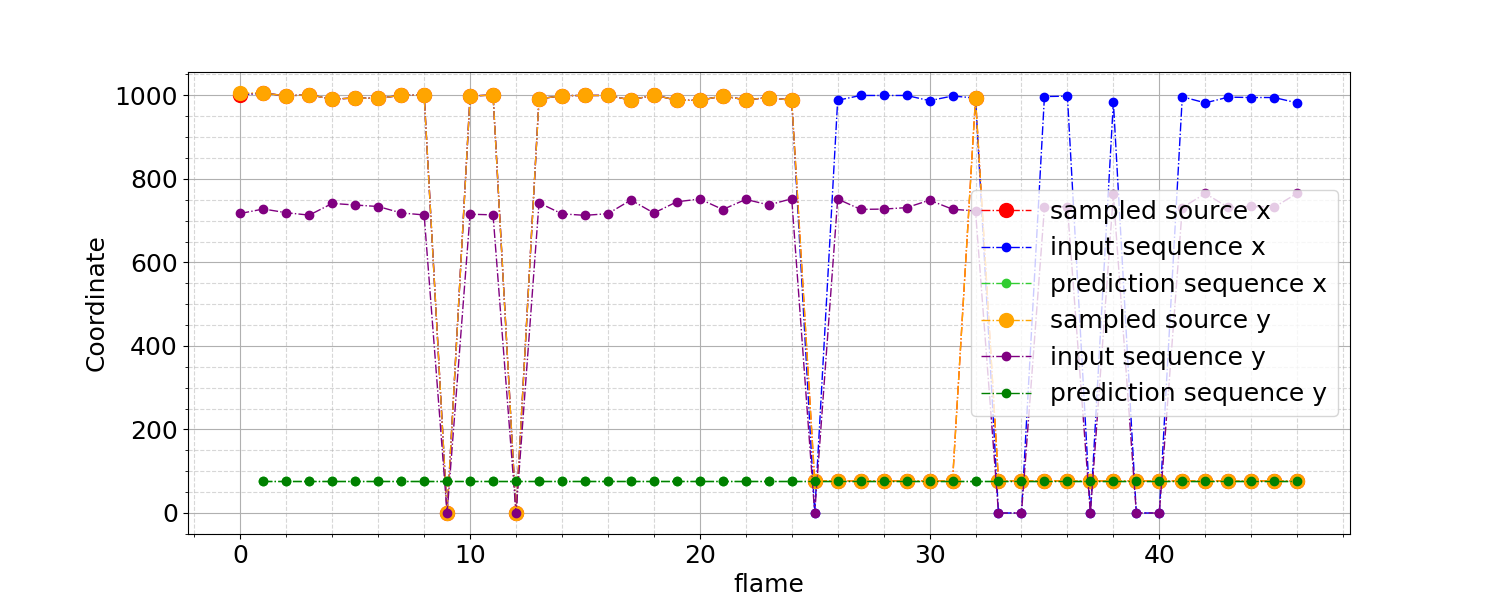 1000
800
600
400
200
0
Coordinate
sampled source x
input sequence x
prediction sequence x
sampled source y
input sequence y
prediction sequence y
0 10 20 30 40
flame